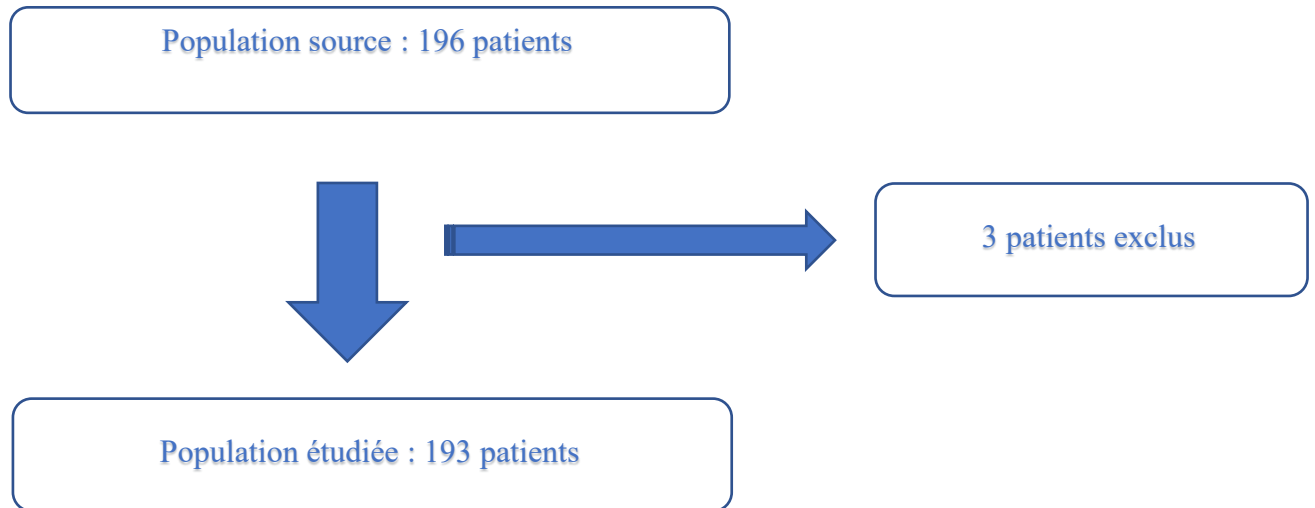 Population source : 196 patients
3 patients exclus
Population étudiée : 193 patients